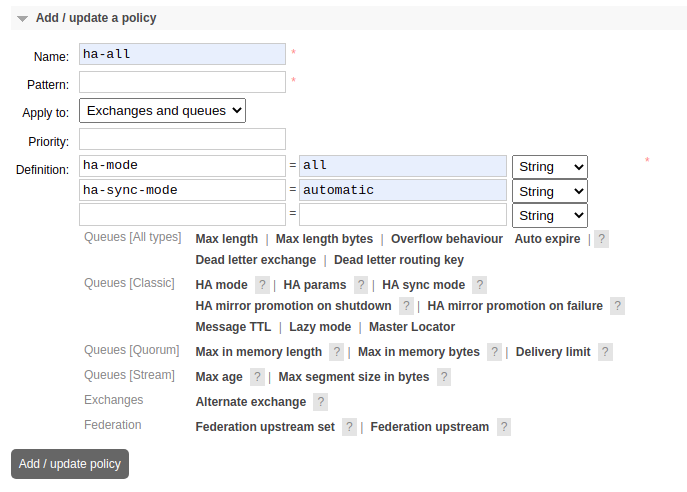 Add / update a policy
Name: ha-all *
Pattern: *
Apply to: Exchanges and queues
Priority:
Definition: ha-mode = all String *
ha-sync-mode = automatic String
= String
Queues [All types] Max length | Max length bytes | Overflow behaviour Auto expire | ?
Dead letter exchange | Dead letter routing key
Queues [Classic] HA mode ? | HA params ? | HA sync mode ?
HA mirror promotion on shutdown ? | HA mirror promotion on failure ?
Message TTL | Lazy mode | Master Locator
Queues [Quorum] Max in memory length ? | Max in memory bytes ? | Delivery limit ?
Queues [Stream] Max age ? | Max segment size in bytes ?
Exchanges Alternate exchange ?
Federation Federation upstream set ? | Federation upstream ?
Add / update policy